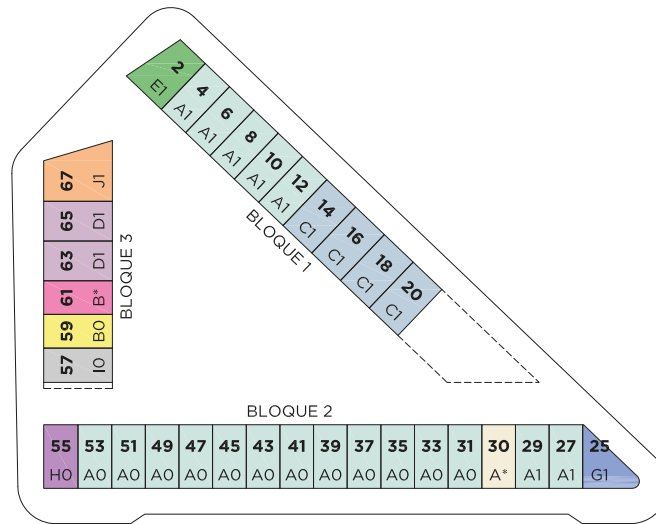 2
E1
4
A1
6
A1
8
A1
10
A1
12
A1
14
C1
16
C1
18
C1
20
C1
BLOQUE 1
67 J1
65 D1
63 D1
61 B*
59 B0
57 I0
BLOQUE 3
BLOQUE 2
55 53 51 49 47 45 43 41 39 37 35 33 31 30 29 27 25
H0 A0 A0 A0 A0 A0 A0 A0 A0 A0 A0 A0 A0 A* A1 A1 G1